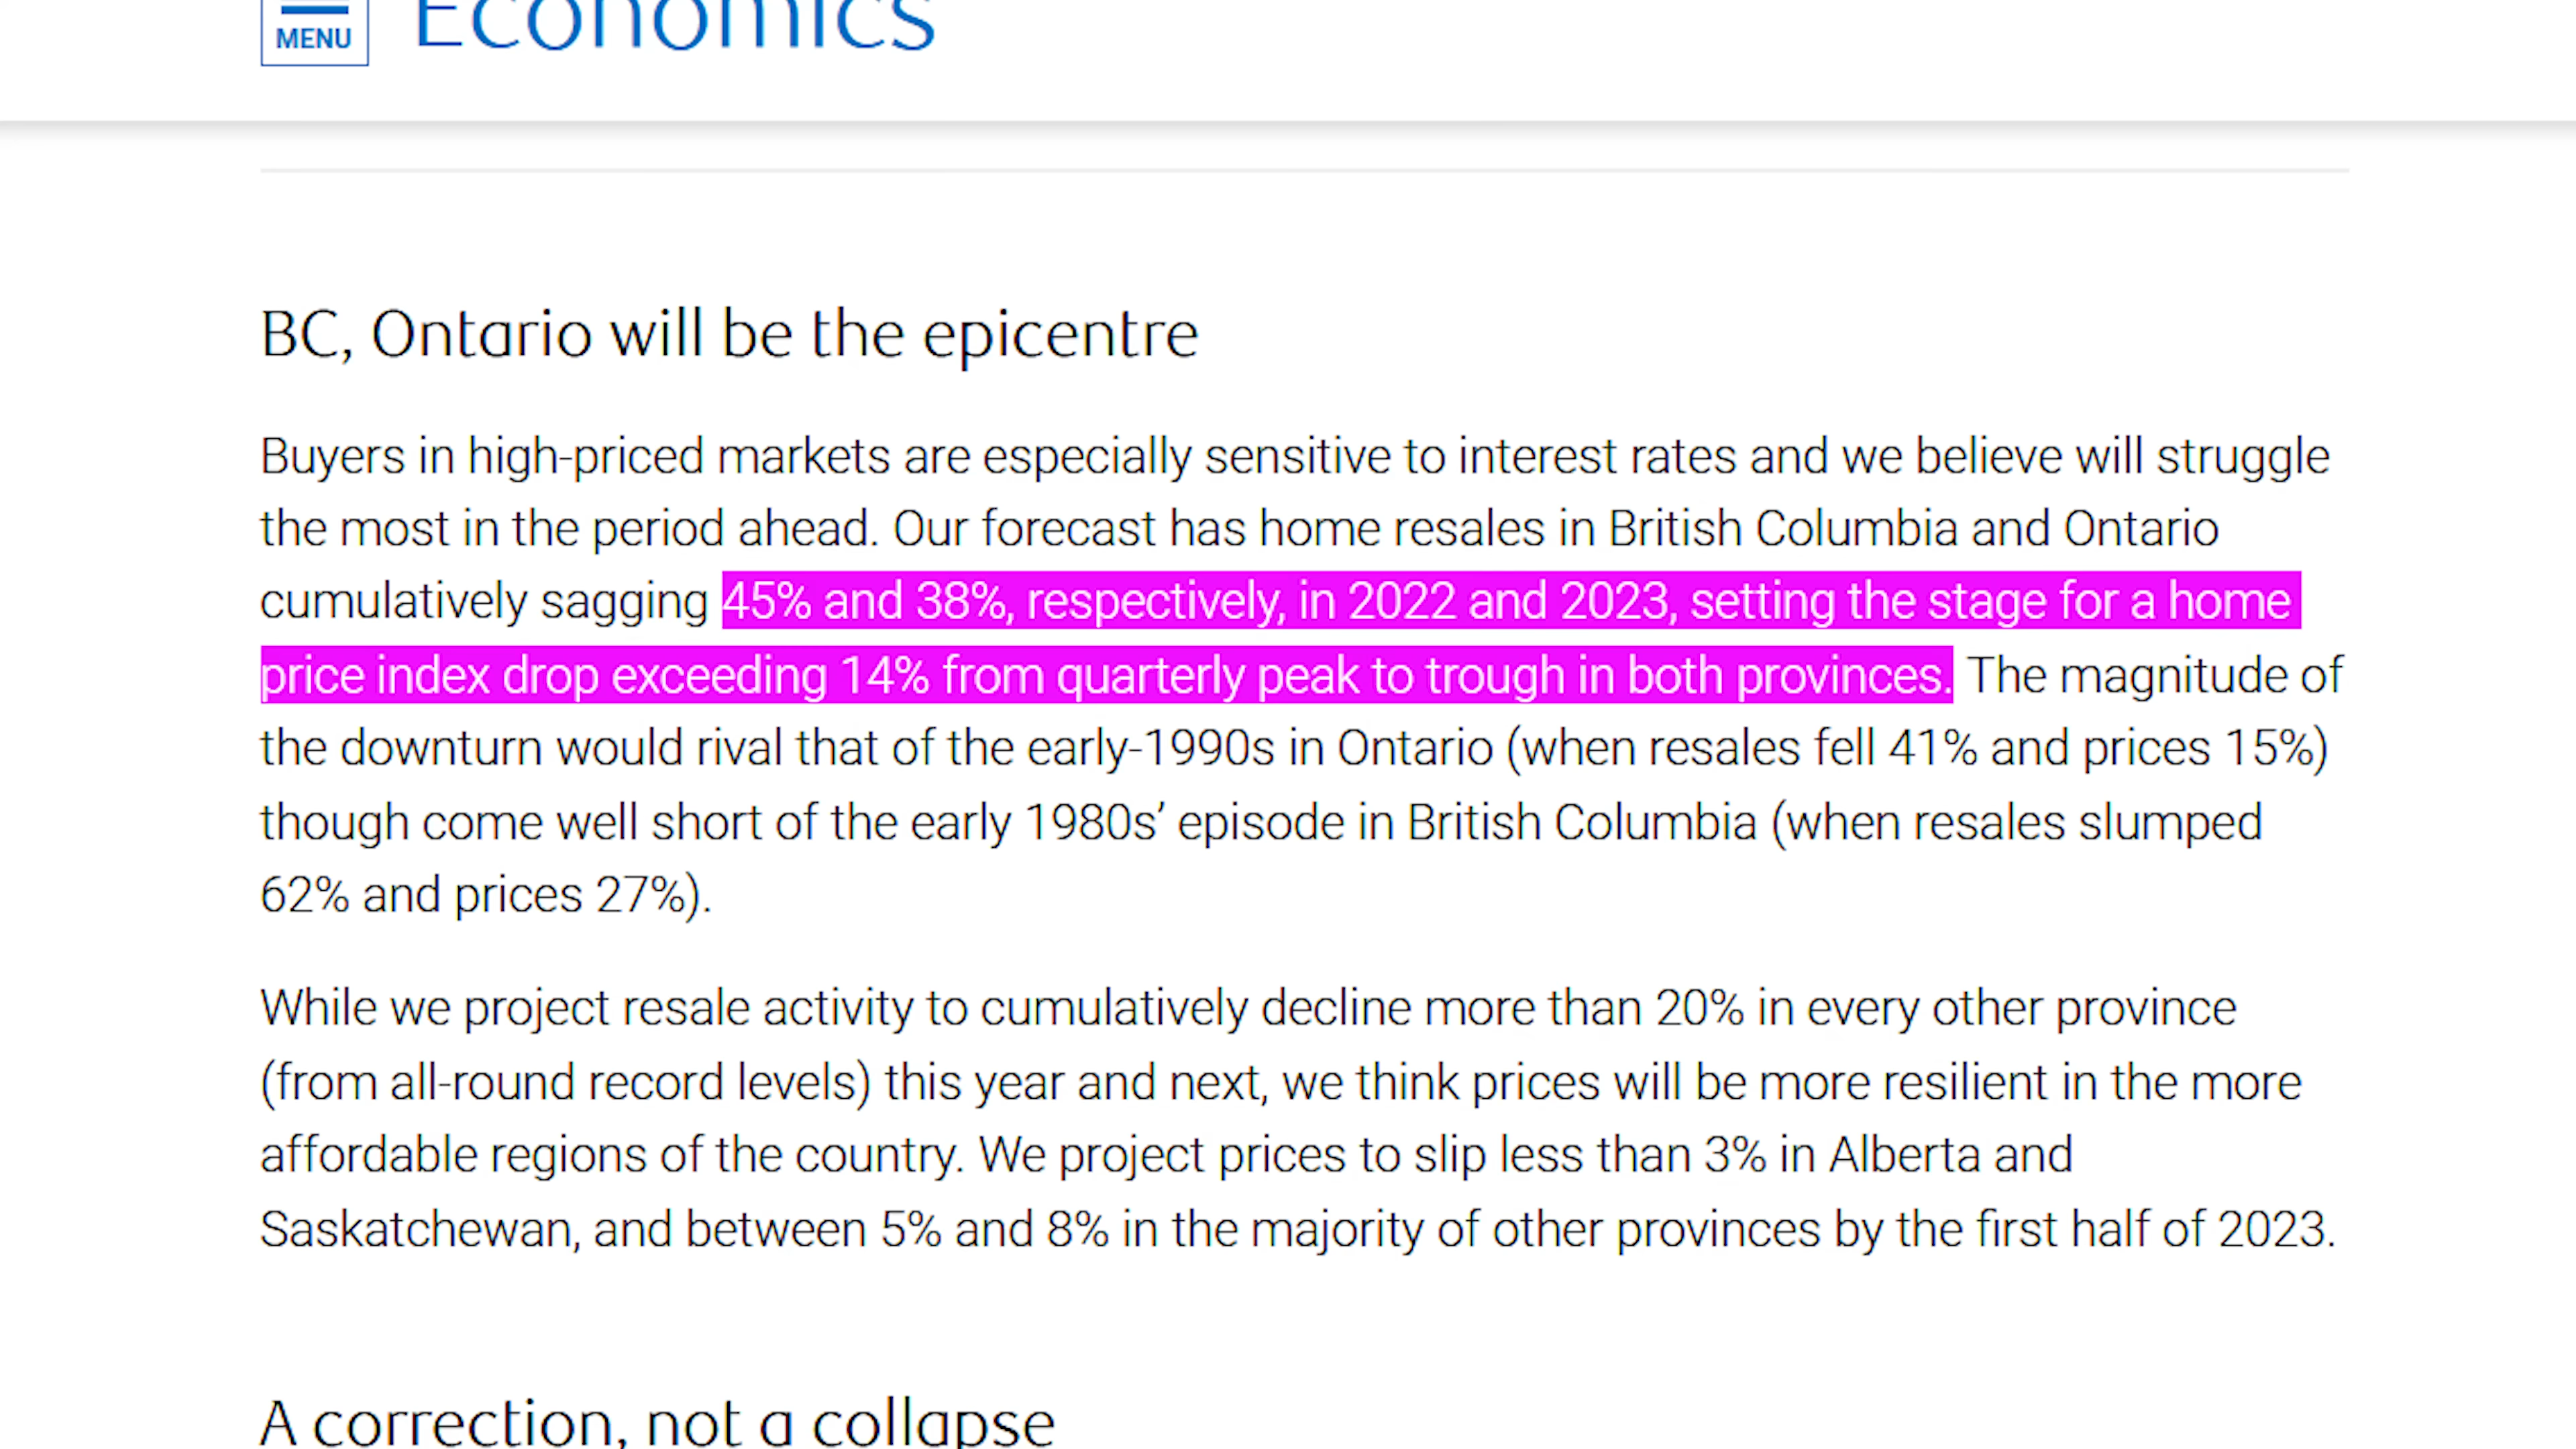 MENU
Economics
BC, Ontario will be the epicentre
Buyers in high-priced markets are especially sensitive to interest rates and we believe will struggle
the most in the period ahead. Our forecast has home resales in British Columbia and Ontario
cumulatively sagging 45% and 38%, respectively, in 2022 and 2023, setting the stage for a home
price index drop exceeding 14% from quarterly peak to trough in both provinces. The magnitude of
the downturn would rival that of the early-1990s in Ontario (when resales fell 41% and prices 15%)
though come well short of the early 1980s’ episode in British Columbia (when resales slumped
62% and prices 27%).
While we project resale activity to cumulatively decline more than 20% in every other province
(from all-round record levels) this year and next, we think prices will be more resilient in the more
affordable regions of the country. We project prices to slip less than 3% in Alberta and
Saskatchewan, and between 5% and 8% in the majority of other provinces by the first half of 2023.
A correction, not a collapse